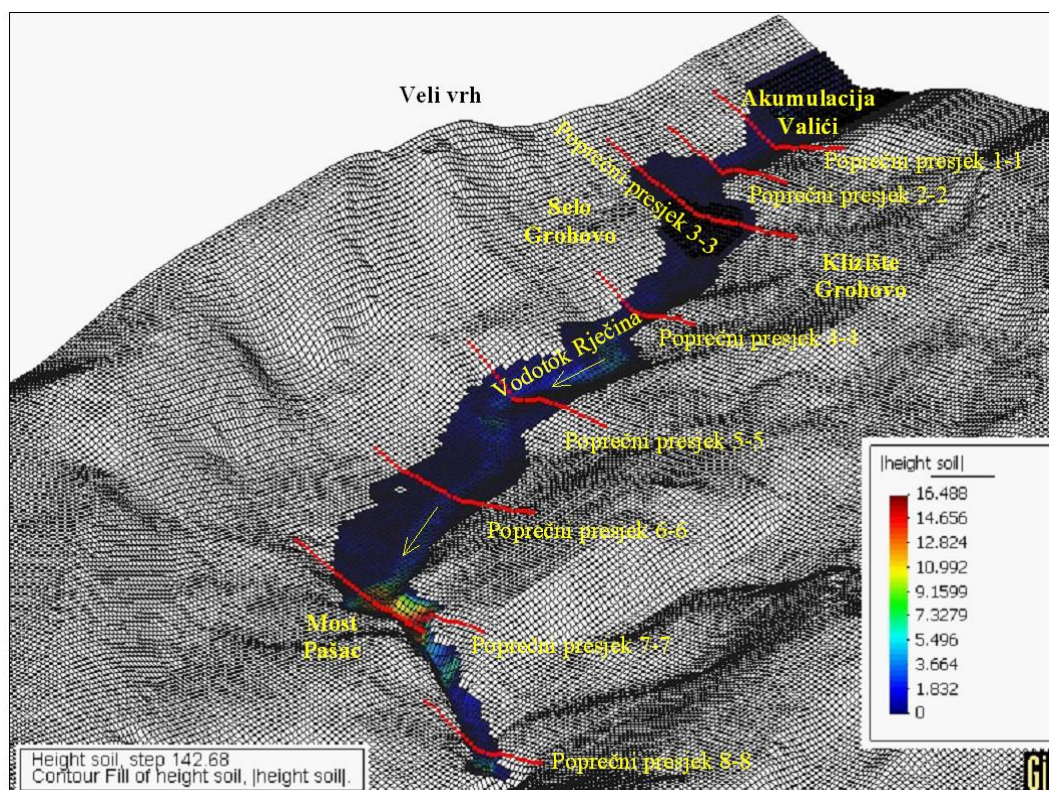 Veli vrh
Akumulacija
Valići
Poprečni presjek 1-1
Poprečni presjek 2-2
Poprečni
presjek 3-3
Selo
Grohovo
Klizište
Grohovo
Poprečni presjek 4-4
Vodotok Rječina
Poprečni presjek 5-5
Poprečni presjek 6-6
Most
Pašac
Poprečni presjek 7-7
Poprečni presjek 8-8
|height soil|
16.488
14.656
12.824
10.992
9.1599
7.3279
5.496
3.664
1.832
0
Height soil, step 142.68
Contour Fill of height soil, |height soil|.
Gi